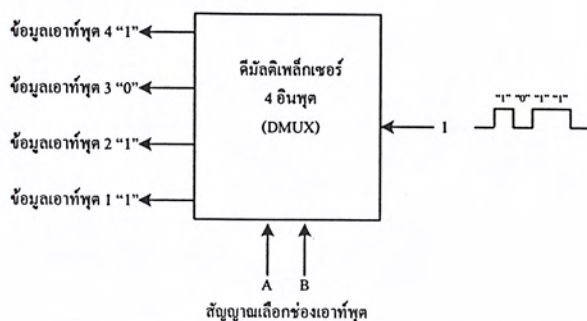 ข้อมูลเอาท์พุต 4 “1”
ข้อมูลเอาท์พุต 3 “0”
ข้อมูลเอาท์พุต 2 “1”
ข้อมูลเอาท์พุต 1 “1”
ดีมัลติเพล็กเซอร์
4 อินพุต
(DMUX)
1
“1” “0” “1” “1”
A B
สัญญาณเลือกช่องเอาท์พุต